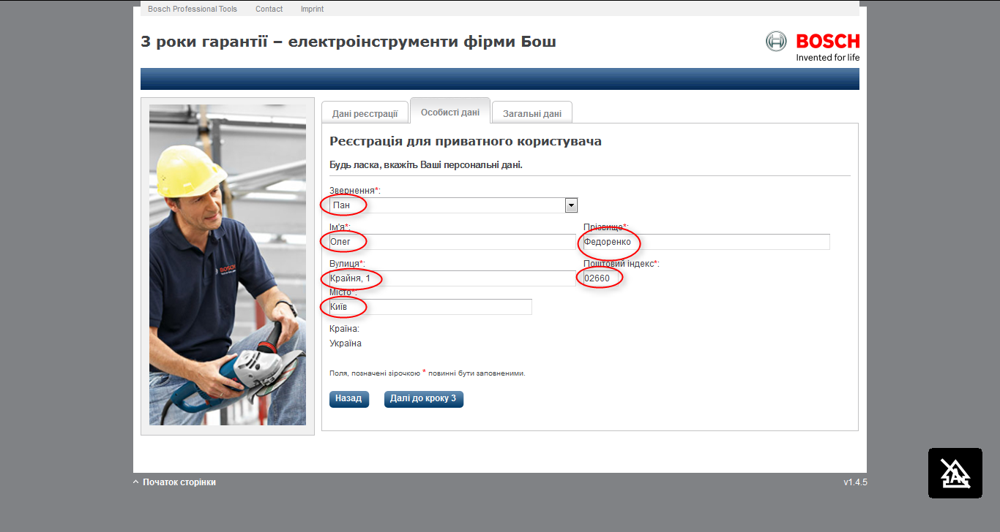 Bosch Professional Tools Contact Imprint
3 роки гарантії – електроінструменти фірми Бош
BOSCH
Invented for life
Дані реєстрації Особисті дані Загальні дані
Реєстрація для приватного користувача
Будь ласка, вкажіть Ваші персональні дані.
Звернення*:
Пан
Ім'я*: Прізвище*:
Олег Федоренко
Вулиця*: Поштовий індекс*:
Крайня, 1 02660
Місто*:
Київ
Країна:
Україна
BOSCH
Поля, позначені зірочкою * повинні бути заповненими.
Назад Далі до кроку 3
Початок сторінки v1.4.5